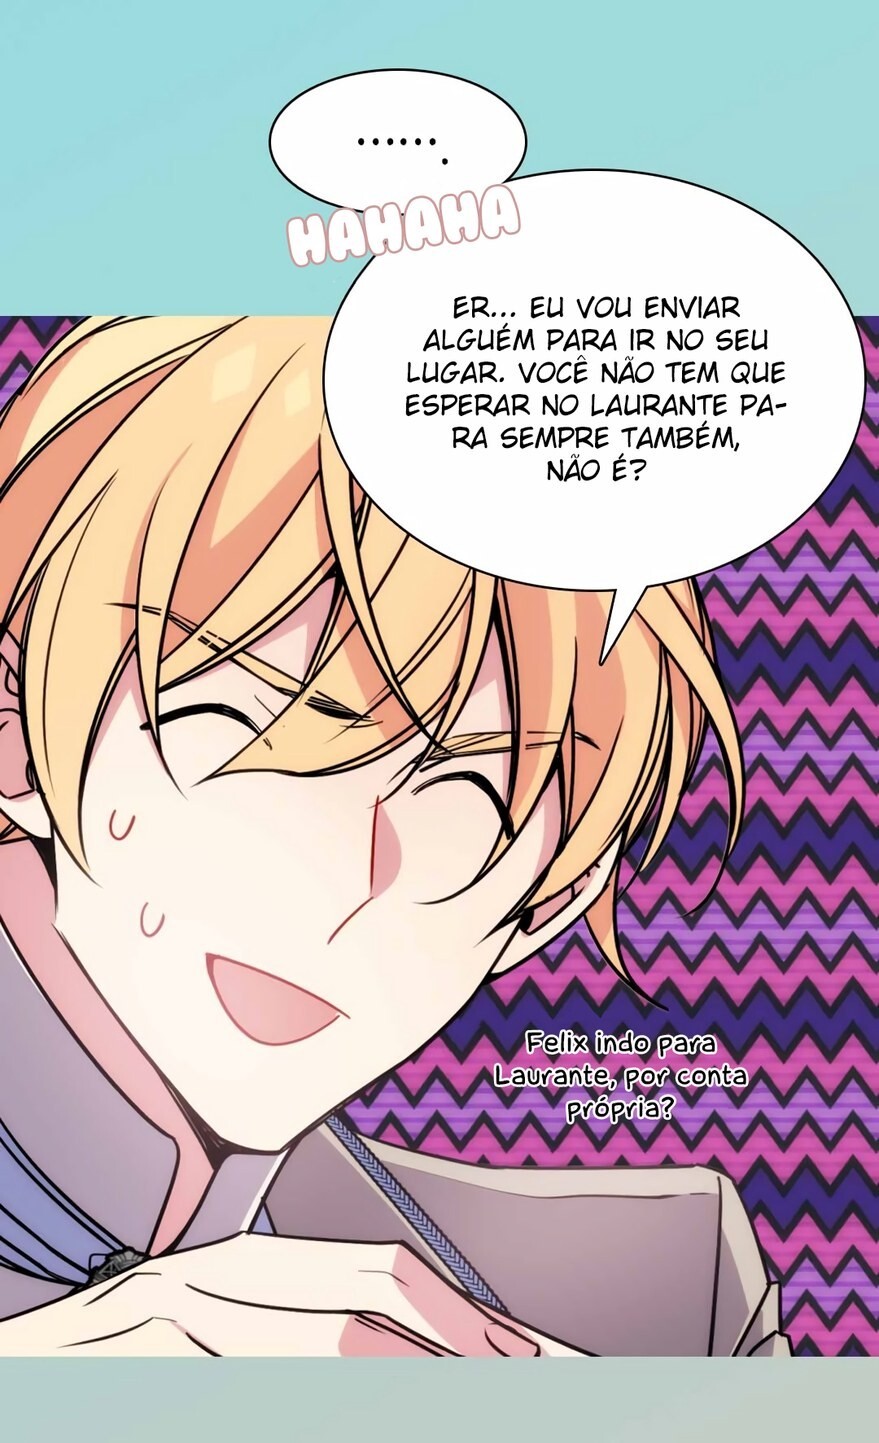 .......
HAHAHA
ER... EU VOU ENVIAR
ALGUÉM PARA IR NO SEU
LUGAR. VOCÊ NÃO TEM QUE
ESPERAR NO LAURANTE PA-
RA SEMPRE TAMBÉM,
NÃO É?
Felix indo para
Laurante, por conta
própria?